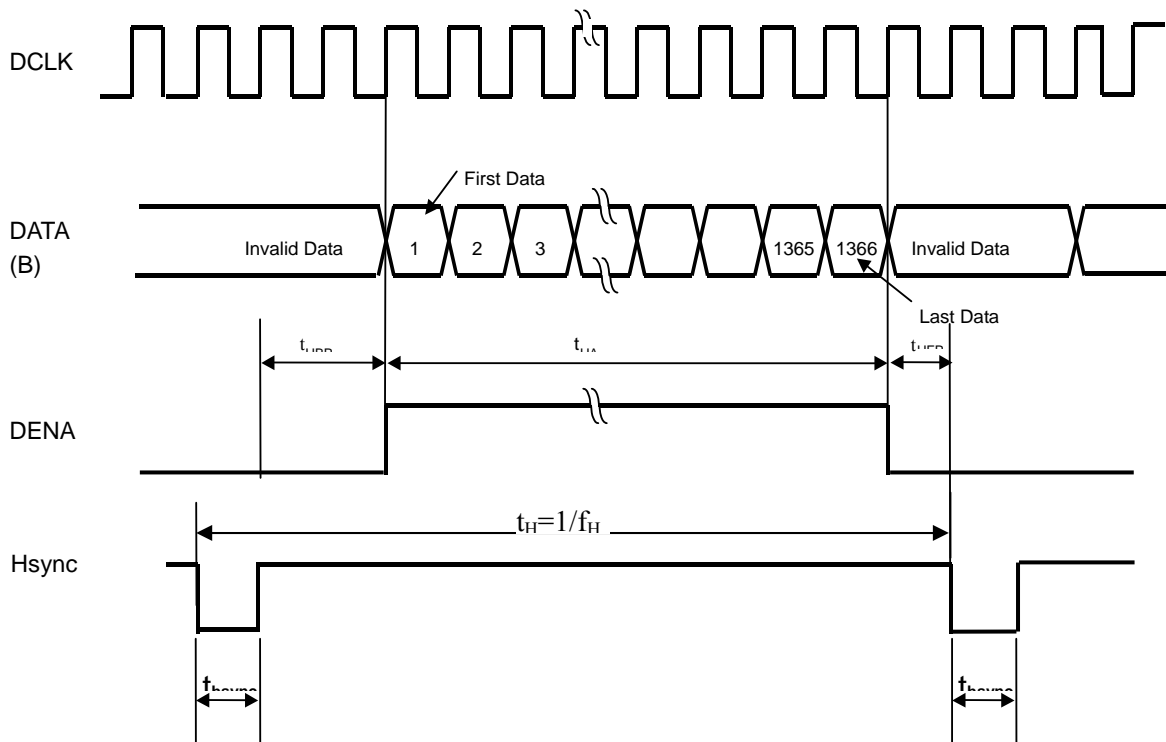 DCLK
First Data
DATA
(B)
Invalid Data 1 2 3 1365 1366 Invalid Data
Last Data
DENA
tH=1/fH
Hsync